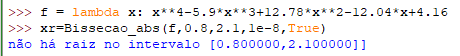 >>> f = lambda x: x**4-5.9*x**3+12.78*x**2-12.04*x+4.16
>>> xr=Bissecao_abs(f,0.8,2.1,1e-8,True)
não há raiz no intervalo [0.800000,2.100000]]